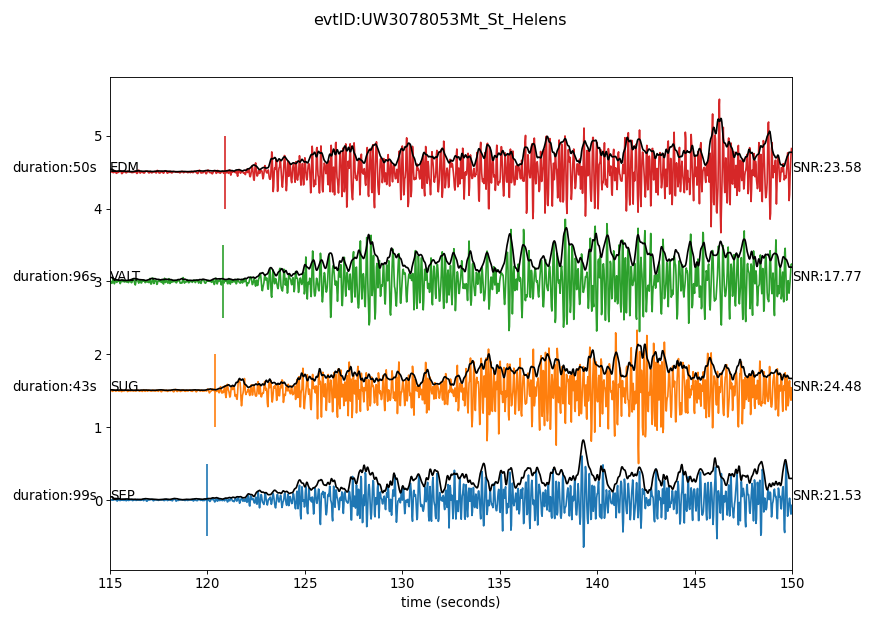 evtID:UW3078053Mt_St_Helens
5
duration:50s EDM SNR:23.58
4
duration:96s VALT SNR:17.77
3
2
duration:43s SUG SNR:24.48
1
duration:99s SEP SNR:21.53
0
115 120 125 130 135 140 145 150
time (seconds)